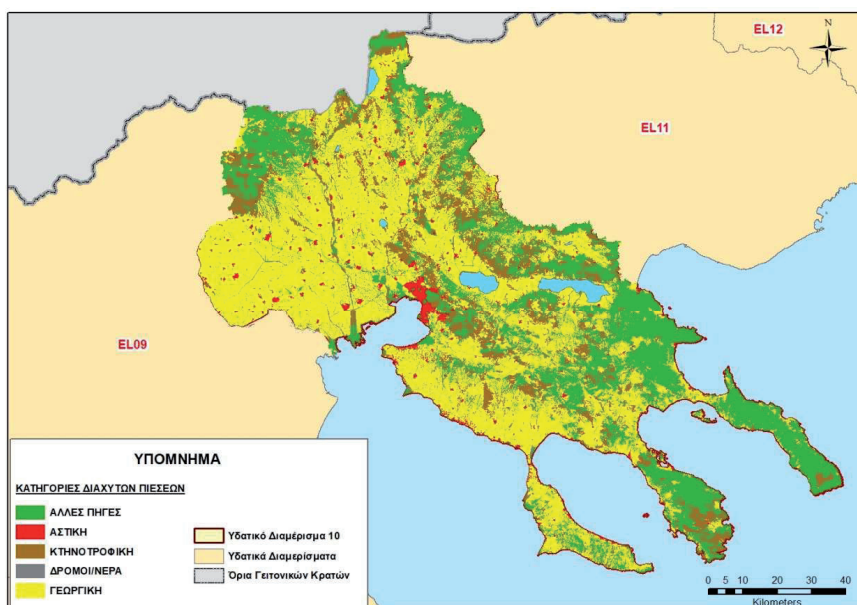 EL12
N
EL11
EL09
ΥΠΟΜΝΗΜΑ
ΚΑΤΗΓΟΡΙΕΣ ΔΙΑΧΥΤΩΝ ΠΙΕΣΕΩΝ
ΑΛΛΕΣ ΠΗΓΕΣ
ΑΣΤΙΚΗ
ΚΤΗΝΟΤΡΟΦΙΚΗ
ΔΡΟΜΟΙ/ΝΕΡΑ
ΓΕΩΡΓΙΚΗ
Υδατικό Διαμέρισμα 10
Υδατικά Διαμερίσματα
Όρια Γειτονικών Κρατών
0 5 10 20 30 40
Kilometers